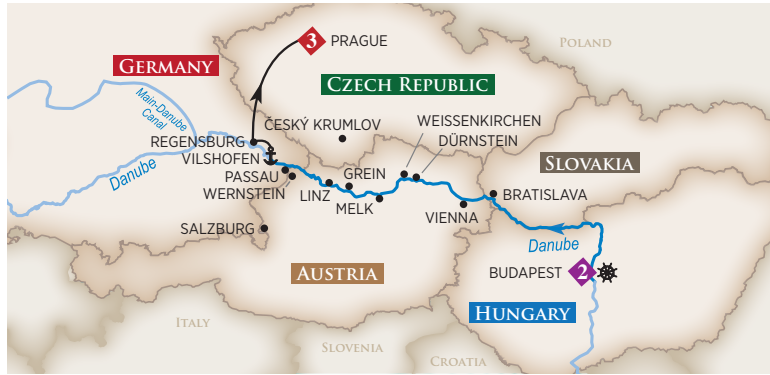 3
PRAGUE
POLAND
GERMANY
CZECH REPUBLIC
Main-Danube
Canal
ČESKÝ KRUMLOV
WEISSENKIRCHEN
DÜRNSTEIN
REGENSBURG
VILSHOFEN
SLOVAKIA
Danube
PASSAU
WERNSTEIN
GREIN
LINZ
MELK
VIENNA
BRATISLAVA
SALZBURG
Danube
AUSTRIA
BUDAPEST
2
HUNGARY
ITALY
SLOVENIA
CROATIA